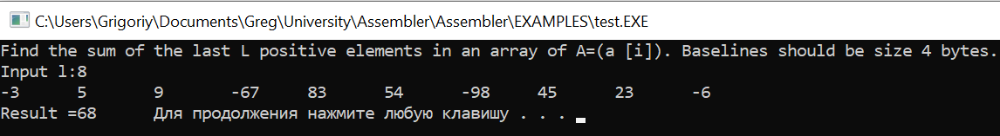 C:\Users\Grigoriy\Documents\Greg\University\Assembler\Assembler\EXAMPLES\test.EXE
Find the sum of the last L positive elements in an array of A=(a [i]). Baselines should be size 4 bytes.
Input l:8
-3 5 9 -67 83 54 -98 45 23 -6
Result =68 Для продолжения нажмите любую клавишу . . .